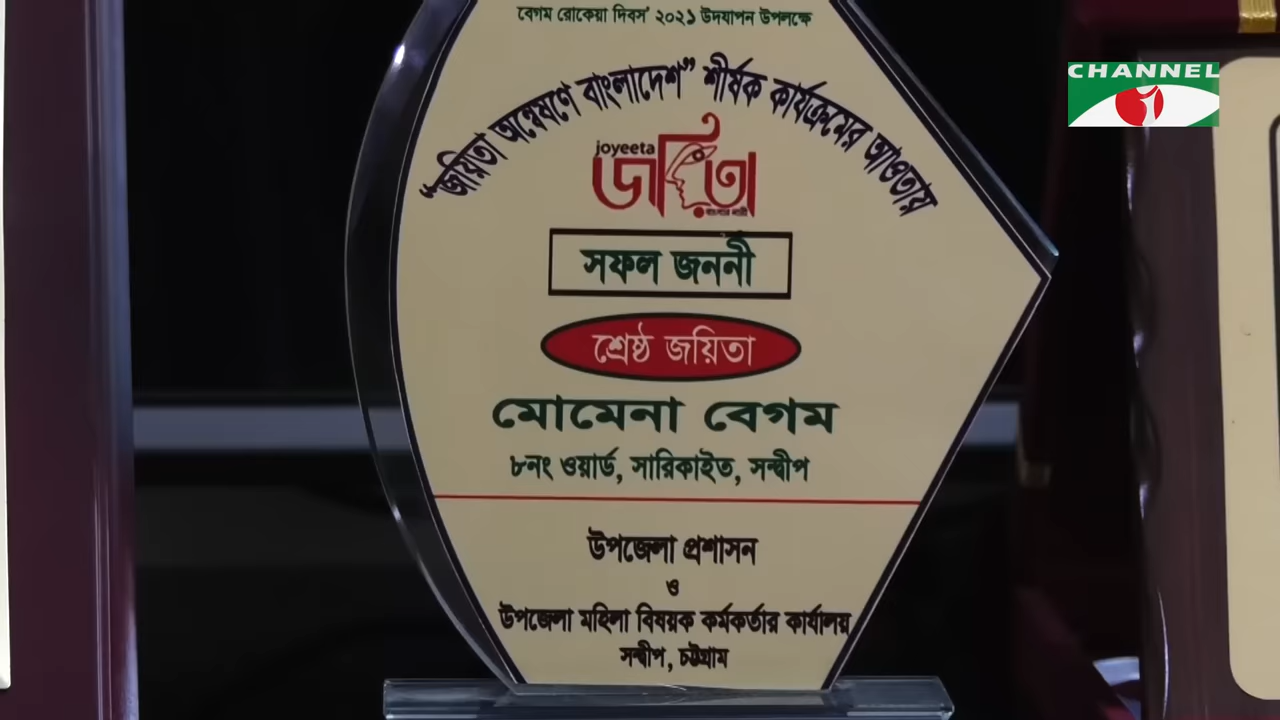 বেগম রোকেয়া দিবস' ২০২১ উদযাপন উপলক্ষে
“জয়িতা অন্বেষণে বাংলাদেশ” শীর্ষক কার্যক্রমের আওতায়
joyeeta
জয়িতা
বাংলার নারী
সফল জননী
শ্রেষ্ঠ জয়িতা
মোমেনা বেগম
৮নং ওয়ার্ড, সারিকাইত, সন্দ্বীপ
উপজেলা প্রশাসন
ও
উপজেলা মহিলা বিষয়ক কর্মকর্তার কার্যালয়
সন্দ্বীপ, চট্টগ্রাম
CHANNEL
i